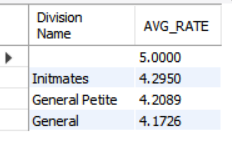 Division Name AVG_RATE
5.0000
Initmates 4.2950
General Petite 4.2089
General 4.1726